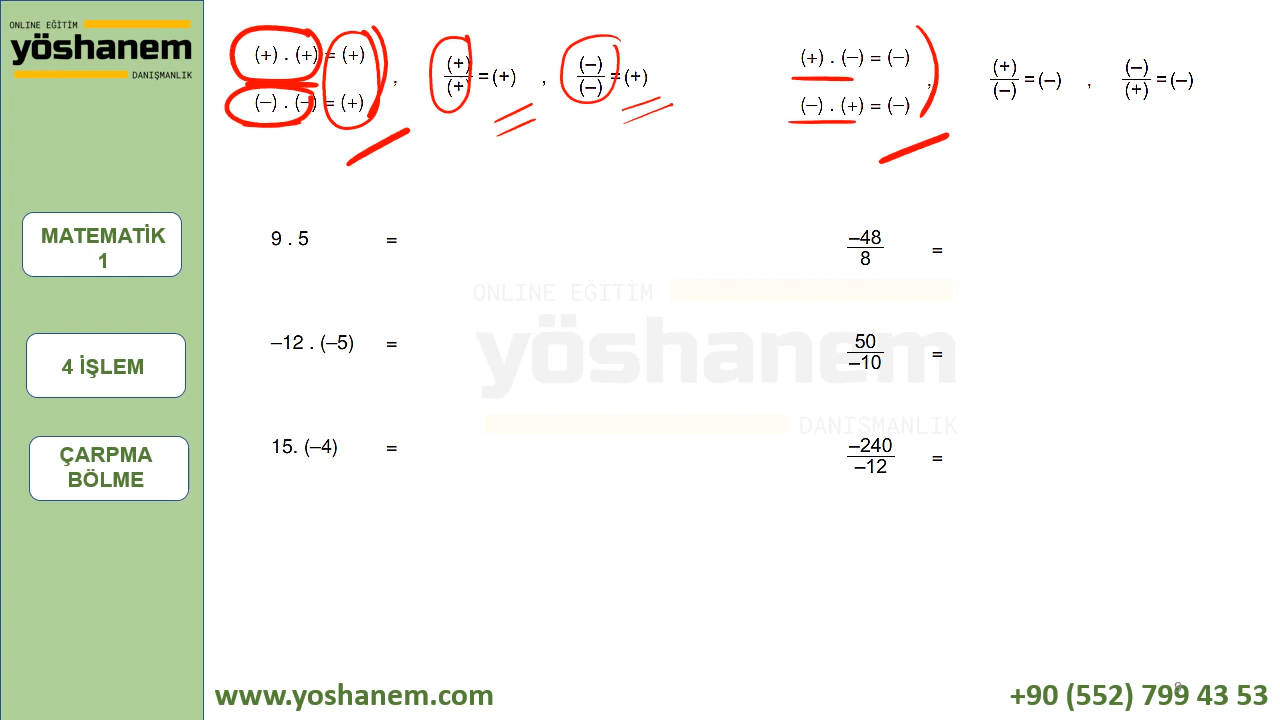 ONLINE EĞİTİM
yöshanem
DANIŞMANLIK
MATEMATİK
1
4 İŞLEM
ÇARPMA
BÖLME
(+) . (+) = (+)
(–) . (–) = (+)
,
(+)/(+) = (+) , (–)/(–) = (+)
(+) . (–) = (–)
(–) . (+) = (–)
,
(+)/(–) = (–) , (–)/(+) = (–)
9 . 5 =
–48/8 =
–12 . (–5) =
50/–10 =
15. (–4) =
–240/–12 =
ONLINE EĞİTİM
yöshanem
DANIŞMANLIK
www.yoshanem.com
+90 (552) 799 43 53